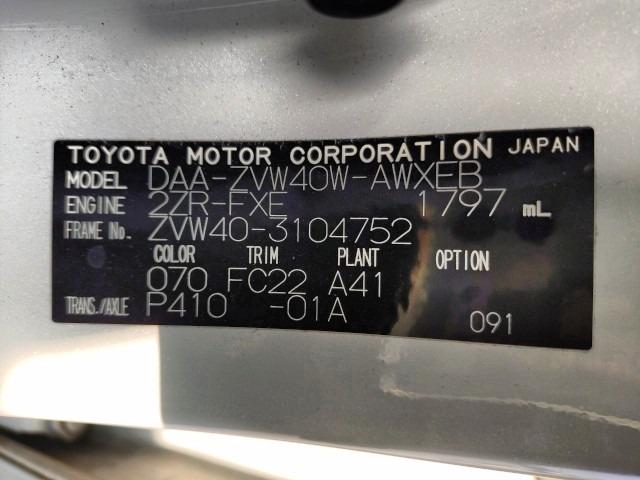 TOYOTA MOTOR CORPORATION JAPAN
MODEL DAA-ZVW40W-AWXEB
ENGINE 2ZR-FXE 1797 mL
FRAME No. ZVW40-3104752
COLOR TRIM PLANT OPTION
070 FC22 A41
TRANS./AXLE P410 -01A
091